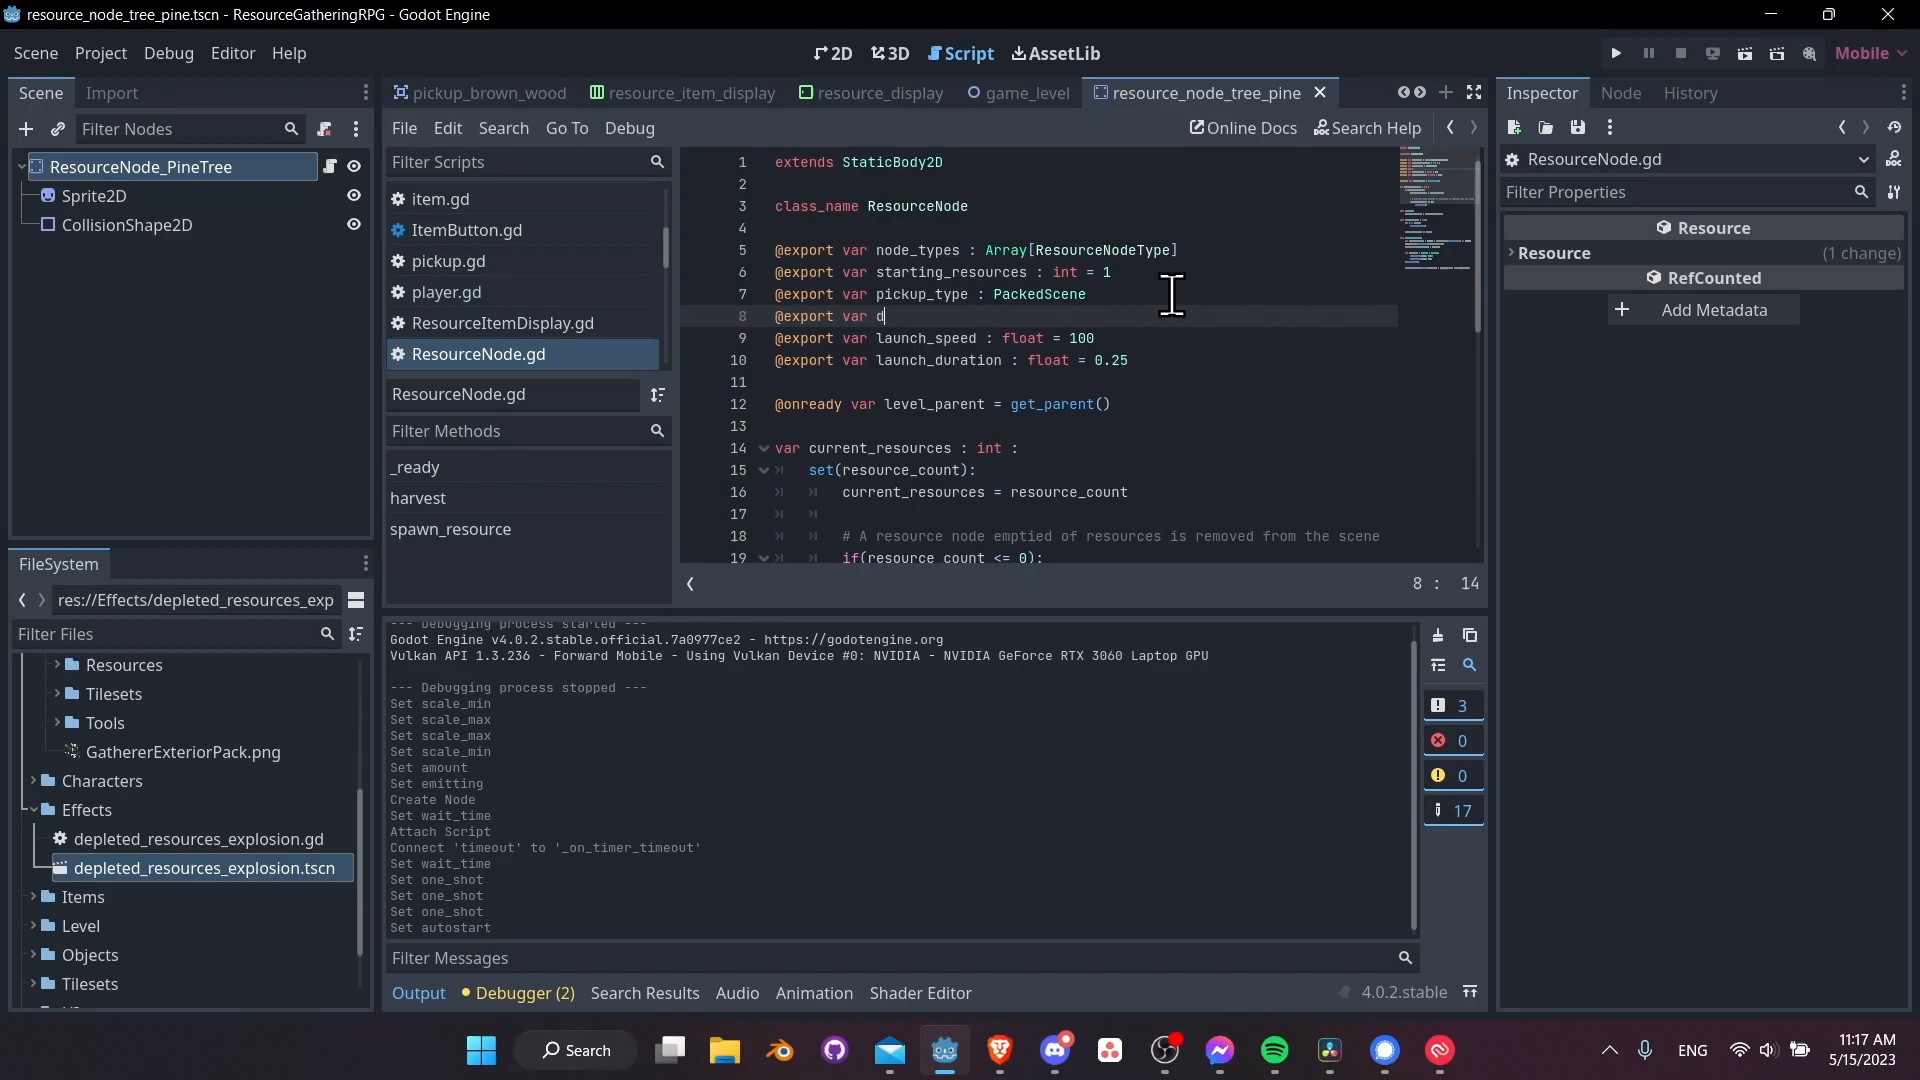 resource_node_tree_pine.tscn - ResourceGatheringRPG - Godot Engine
Scene Project Debug Editor Help
2D 3D Script AssetLib
Mobile
Scene Import
Filter Nodes
ResourceNode_PineTree
Sprite2D
CollisionShape2D
FileSystem
res://Effects/depleted_resources_exp
Filter Files
Resources
Tilesets
Tools
GathererExteriorPack.png
Characters
Effects
depleted_resources_explosion.gd
depleted_resources_explosion.tscn
Items
Level
Objects
Tilesets
pickup_brown_wood resource_item_display resource_display game_level resource_node_tree_pine
File Edit Search Go To Debug
Online Docs Search Help
Filter Scripts
item.gd
ItemButton.gd
pickup.gd
player.gd
ResourceItemDisplay.gd
ResourceNode.gd
ResourceNode.gd
Filter Methods
_ready
harvest
spawn_resource
1 extends StaticBody2D
2
3 class_name ResourceNode
4
5 @export var node_types : Array[ResourceNodeType]
6 @export var starting_resources : int = 1
7 @export var pickup_type : PackedScene
8 @export var d
9 @export var launch_speed : float = 100
10 @export var launch_duration : float = 0.25
11
12 @onready var level_parent = get_parent()
13
14 var current_resources : int :
15 set(resource_count):
16 current_resources = resource_count
17
18 # A resource node emptied of resources is removed from the scene
19 if(resource_count <= 0):
8 : 14
--- Debugging process started ---
Godot Engine v4.0.2.stable.official.7a0977ce2 - https://godotengine.org
Vulkan API 1.3.236 - Forward Mobile - Using Vulkan Device #0: NVIDIA - NVIDIA GeForce RTX 3060 Laptop GPU
--- Debugging process stopped ---
Set scale_min
Set scale_max
Set scale_max
Set scale_min
Set amount
Set emitting
Create Node
Set wait_time
Attach Script
Connect 'timeout' to '_on_timer_timeout'
Set wait_time
Set one_shot
Set one_shot
Set one_shot
Set autostart
3
0
0
17
Filter Messages
Output Debugger (2) Search Results Audio Animation Shader Editor
4.0.2.stable
Inspector Node History
ResourceNode.gd
Filter Properties
Resource
Resource (1 change)
RefCounted
Add Metadata
Search
ENG
11:17 AM
5/15/2023